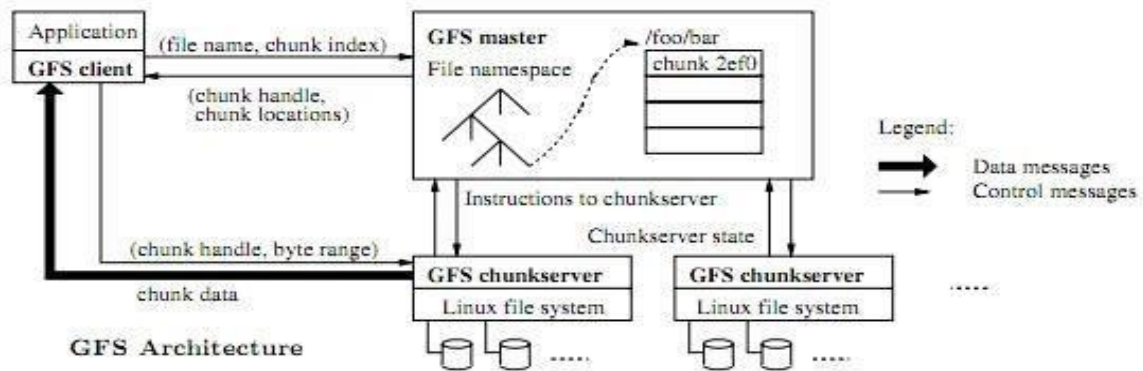 Application
GFS client
(file name, chunk index)
(chunk handle,
chunk locations)
GFS master
File namespace
/foo/bar
chunk 2ef0
Legend:
Data messages
Control messages
Instructions to chunkserver
Chunkserver state
(chunk handle, byte range)
chunk data
GFS chunkserver
Linux file system
GFS chunkserver
Linux file system
GFS Architecture